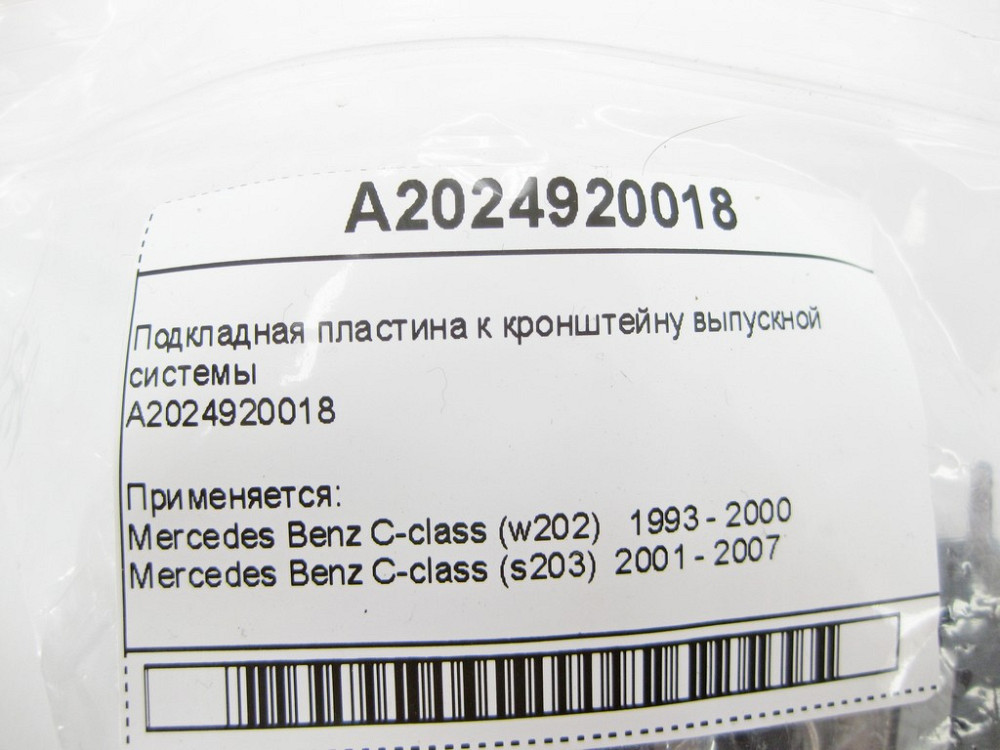 A2024920018
Подкладная пластина к кронштейну выпускной
системы
A2024920018
Применяется:
Mercedes Benz C-class (w202) 1993 - 2000
Mercedes Benz C-class (s203) 2001 - 2007